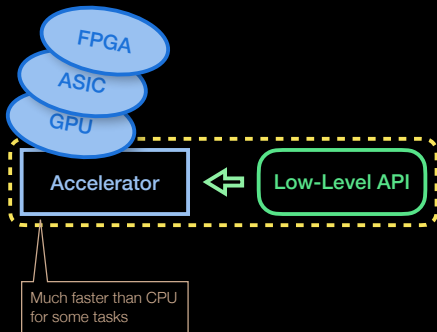 FPGA
ASIC
GPU
Accelerator
Low-Level API
Much faster than CPU
for some tasks